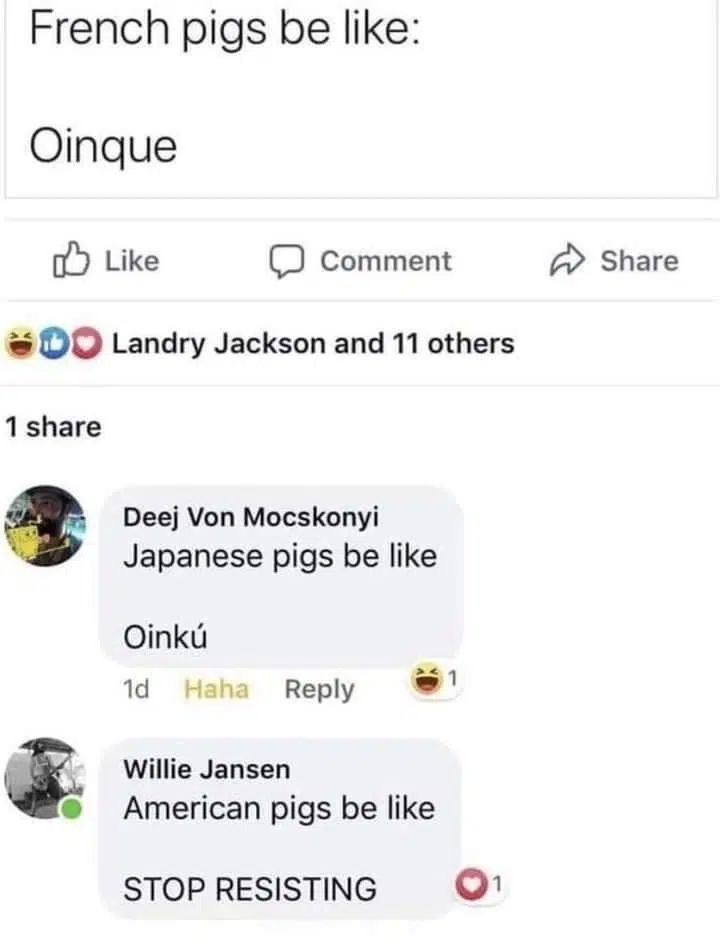 French pigs be like:
Oinque
Like Comment Share
Landry Jackson and 11 others
1 share
Deej Von Mocskonyi
Japanese pigs be like
Oinkú
1d Haha Reply 1
Willie Jansen
American pigs be like
STOP RESISTING 1